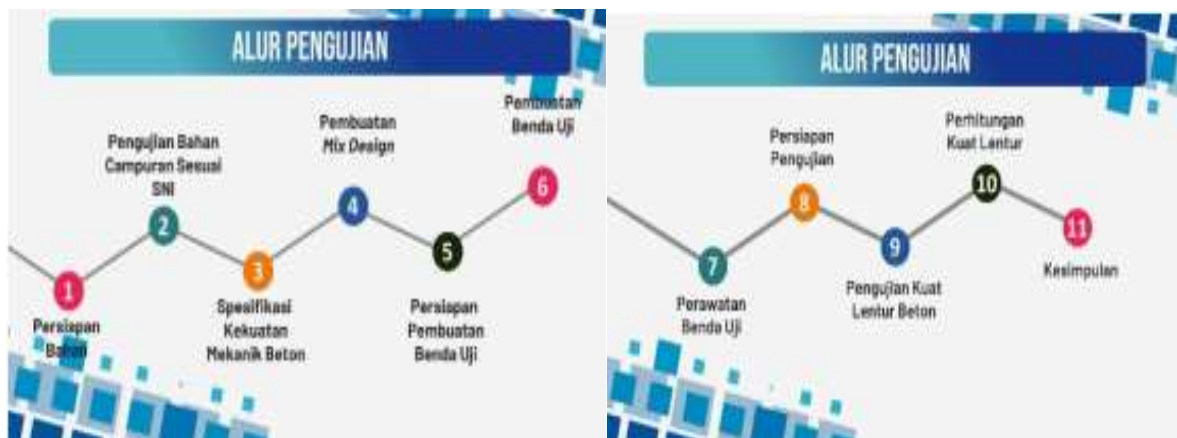 ALUR PENGUJIAN
1
Persiapan
Bahan
2
Pengujian Bahan
Campuran Sesuai
SNI
3
Spesifikasi
Kekuatan
Mekanik Beton
4
Pembuatan
Mix Design
5
Persiapan
Pembuatan
Benda Uji
6
Pembuatan
Benda Uji
ALUR PENGUJIAN
7
Perawatan
Benda Uji
8
Persiapan
Pengujian
9
Pengujian Kuat
Lentur Beton
10
Perhitungan
Kuat Lentur
11
Kesimpulan